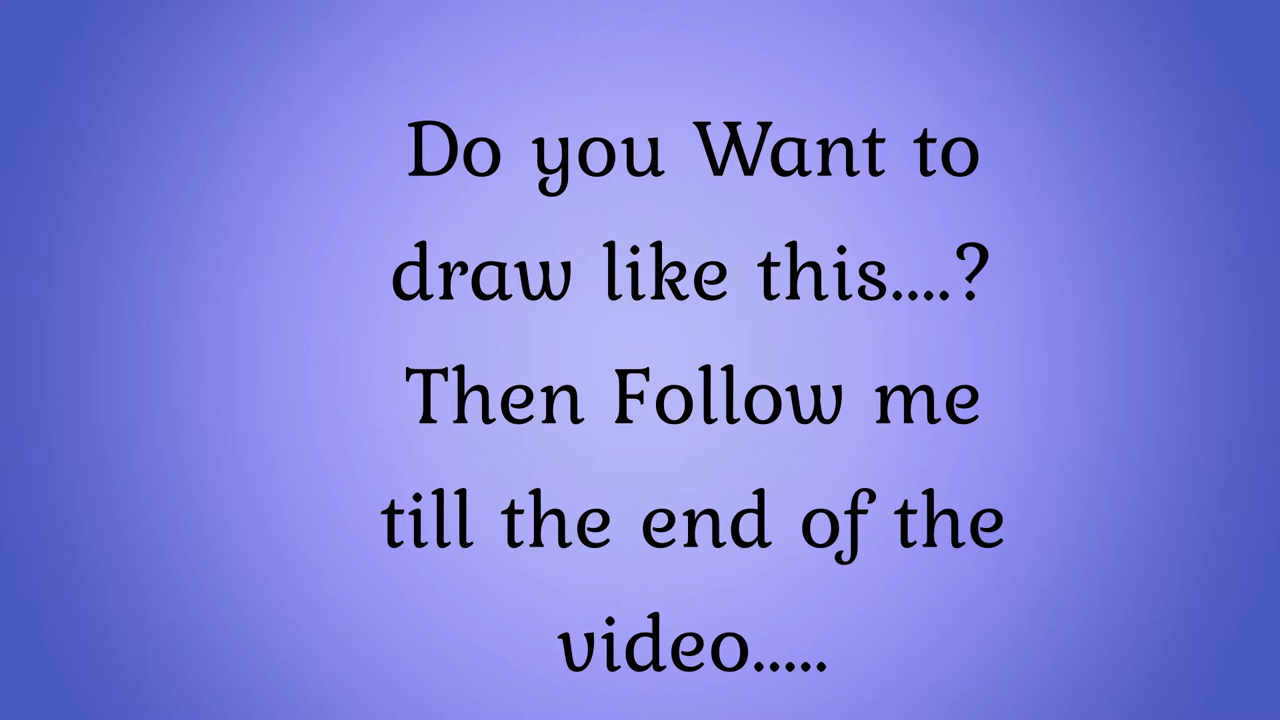 Do you Want to
draw like this....?
Then Follow me
till the end of the
video.....